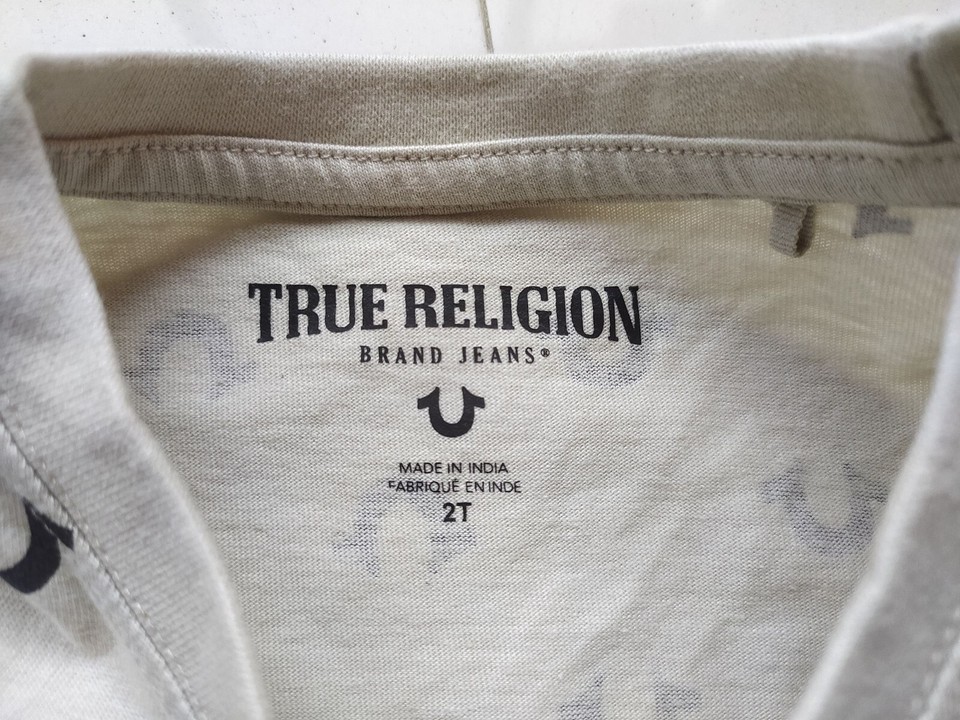 TRUE RELIGION
BRAND JEANS®
MADE IN INDIA
FABRIQUÉ EN INDE
2T